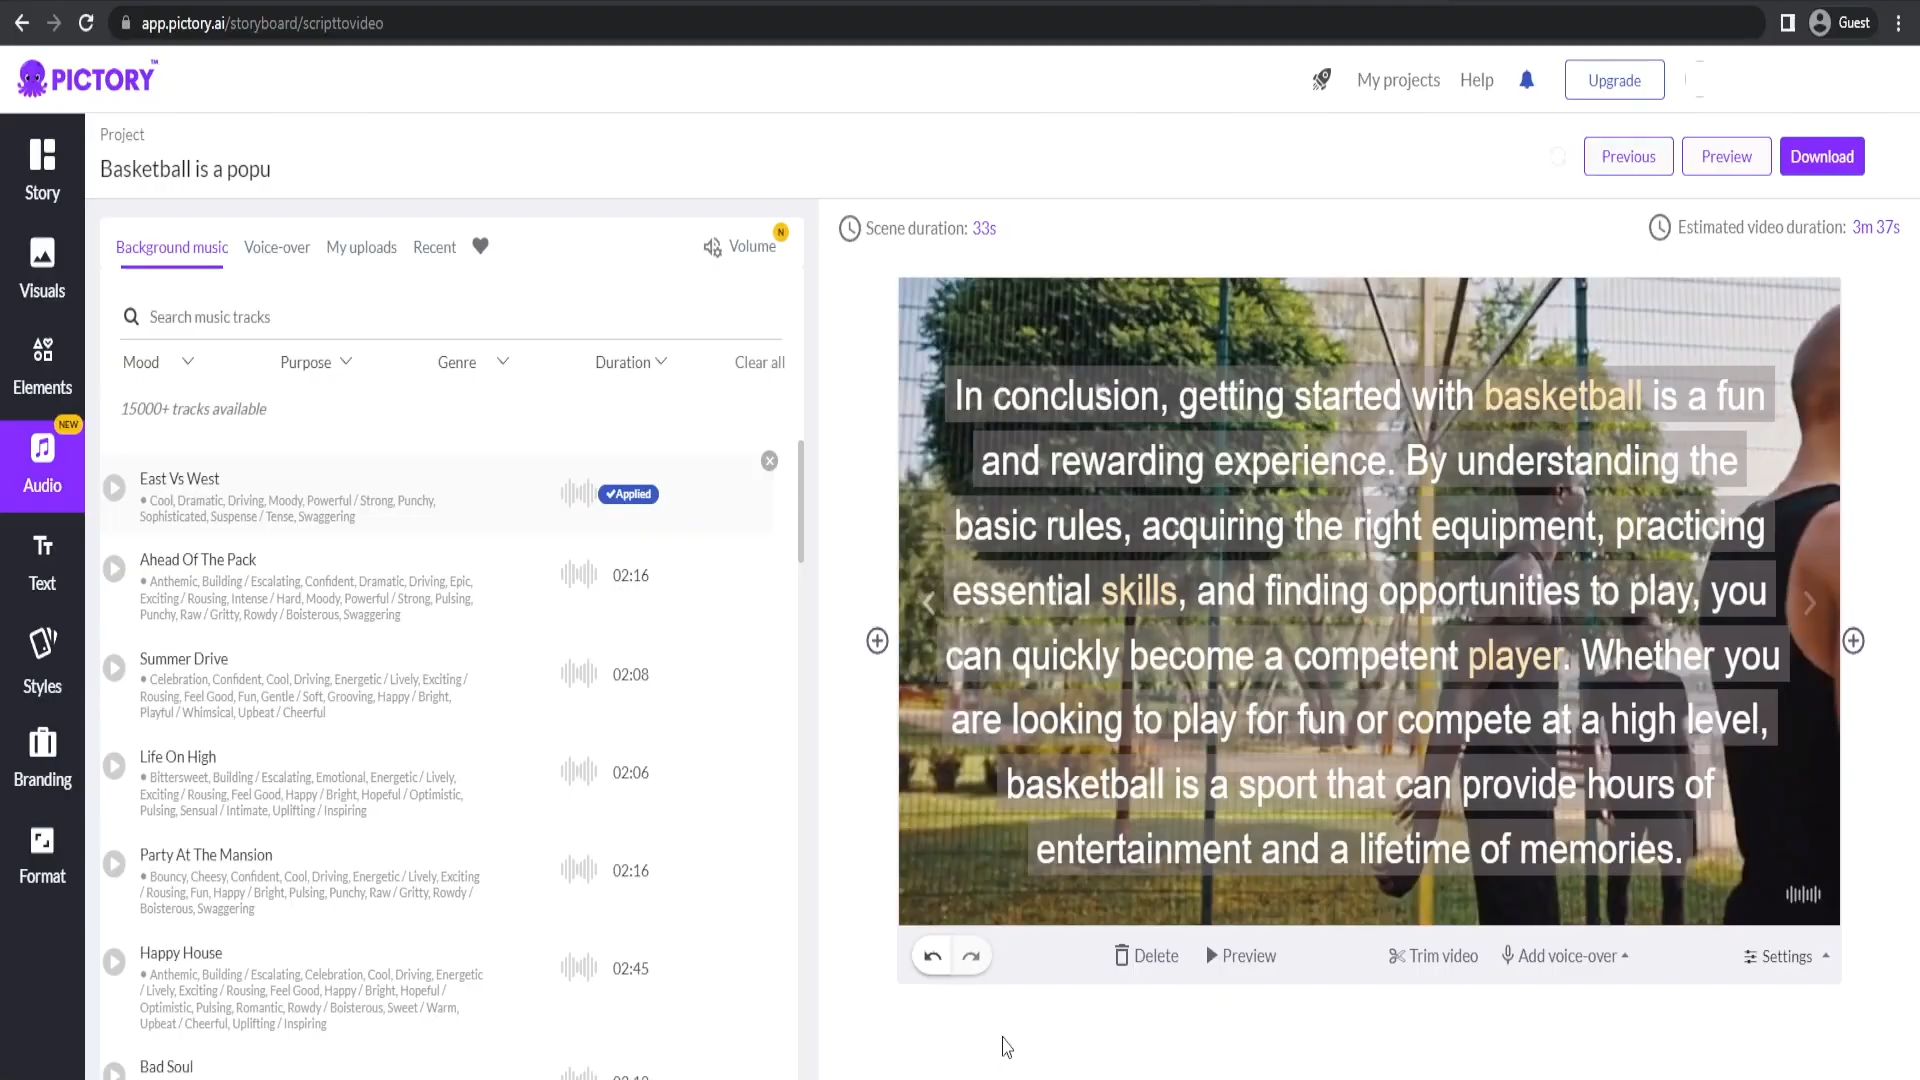 app.pictory.ai/storyboard/scripttovideo
Guest
PICTORY™
My projects
Help
Upgrade
Project
Basketball is a popu
Previous
Preview
Download
Story
Visuals
Elements
NEW
Audio
Text
Styles
Branding
Format
Background music
Voice-over
My uploads
Recent
Volume
N
Search music tracks
Mood
Purpose
Genre
Duration
Clear all
15000+ tracks available
East Vs West
• Cool, Dramatic, Driving, Moody, Powerful / Strong, Punchy,
Sophisticated, Suspense / Tense, Swaggering
Applied
Ahead Of The Pack
• Anthemic, Building / Escalating, Confident, Dramatic, Driving, Epic,
Exciting / Rousing, Intense / Hard, Moody, Powerful / Strong, Pulsing,
Punchy, Raw / Gritty, Rowdy / Boisterous, Swaggering
02:16
Summer Drive
• Celebration, Confident, Cool, Driving, Energetic / Lively, Exciting /
Rousing, Feel Good, Fun, Gentle / Soft, Grooving, Happy / Bright,
Playful / Whimsical, Upbeat / Cheerful
02:08
Life On High
• Bittersweet, Building / Escalating, Emotional, Energetic / Lively,
Exciting / Rousing, Feel Good, Happy / Bright, Hopeful / Optimistic,
Pulsing, Sensual / Intimate, Uplifting / Inspiring
02:06
Party At The Mansion
• Bouncy, Cheesy, Confident, Cool, Driving, Energetic / Lively, Exciting
/ Rousing, Fun, Happy / Bright, Pulsing, Punchy, Raw / Gritty, Rowdy /
Boisterous, Swaggering
02:16
Happy House
• Anthemic, Building / Escalating, Celebration, Cool, Driving, Energetic
/ Lively, Exciting / Rousing, Feel Good, Happy / Bright, Hopeful /
Optimistic, Pulsing, Romantic, Rowdy / Boisterous, Sweet / Warm,
Upbeat / Cheerful, Uplifting / Inspiring
02:45
Bad Soul
Scene duration: 33s
Estimated video duration: 3m 37s
In conclusion, getting started with basketball is a fun
and rewarding experience. By understanding the
basic rules, acquiring the right equipment, practicing
essential skills, and finding opportunities to play, you
can quickly become a competent player. Whether you
are looking to play for fun or compete at a high level,
basketball is a sport that can provide hours of
entertainment and a lifetime of memories.
Delete
Preview
Trim video
Add voice-over
Settings